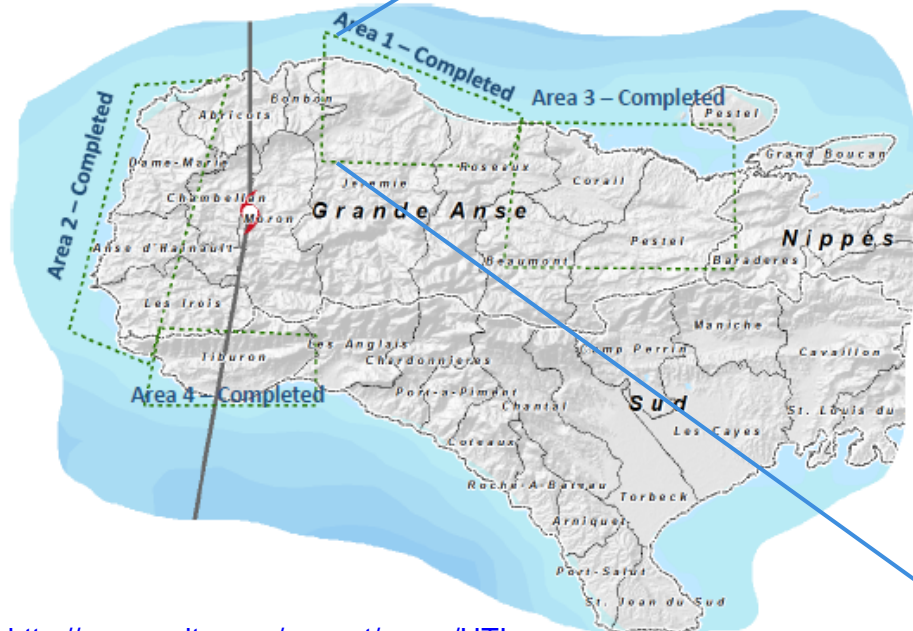 Area 1 – Completed
Area 3 – Completed
Pestel
Bonbon
Abricots
Grand Boucan
Area 2 – Completed
Dame-Marie
Roseaux
Corail
Jeremie
Chambellan
Moron
Grande Anse
Pestel
Nippes
Anse d'Hainault
Beaumont
Baraderes
Les Irois
Maniche
Tiburon
Les Anglais
Camp Perrin
Cavaillon
Chardonnieres
Area 4 – Completed
Port-a-Piment
Chantal
Sud
St. Louis du
Les Cayes
Coteaux
Roche-A-Bateau
Torbeck
Arniquet
Port-Salut
St. Jean du Sud